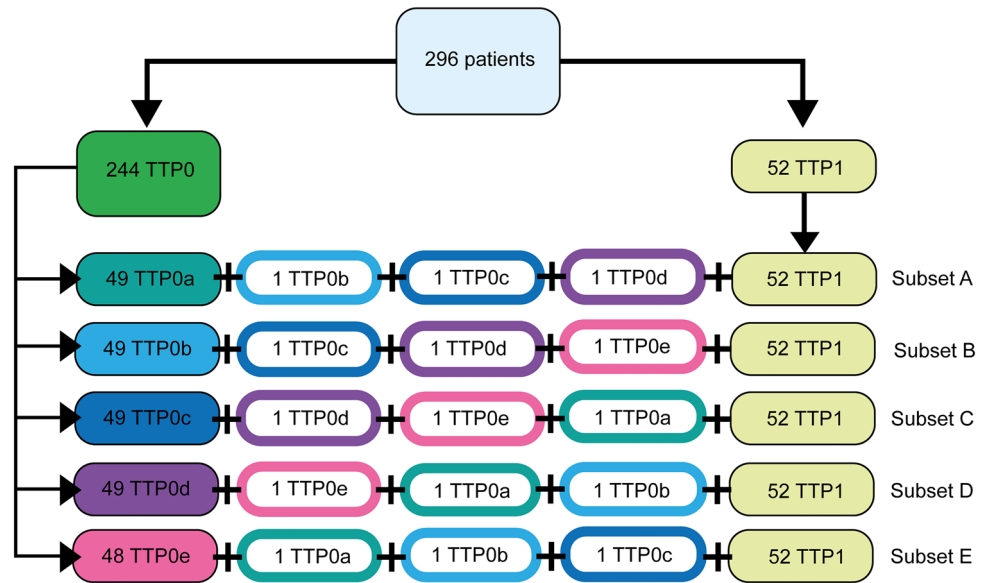 296 patients
244 TTP0
52 TTP1
49 TTP0a + 1 TTP0b + 1 TTP0c + 1 TTP0d + 52 TTP1 Subset A
49 TTP0b + 1 TTP0c + 1 TTP0d + 1 TTP0e + 52 TTP1 Subset B
49 TTP0c + 1 TTP0d + 1 TTP0e + 1 TTP0a + 52 TTP1 Subset C
49 TTP0d + 1 TTP0e + 1 TTP0a + 1 TTP0b + 52 TTP1 Subset D
48 TTP0e + 1 TTP0a + 1 TTP0b + 1 TTP0c + 52 TTP1 Subset E